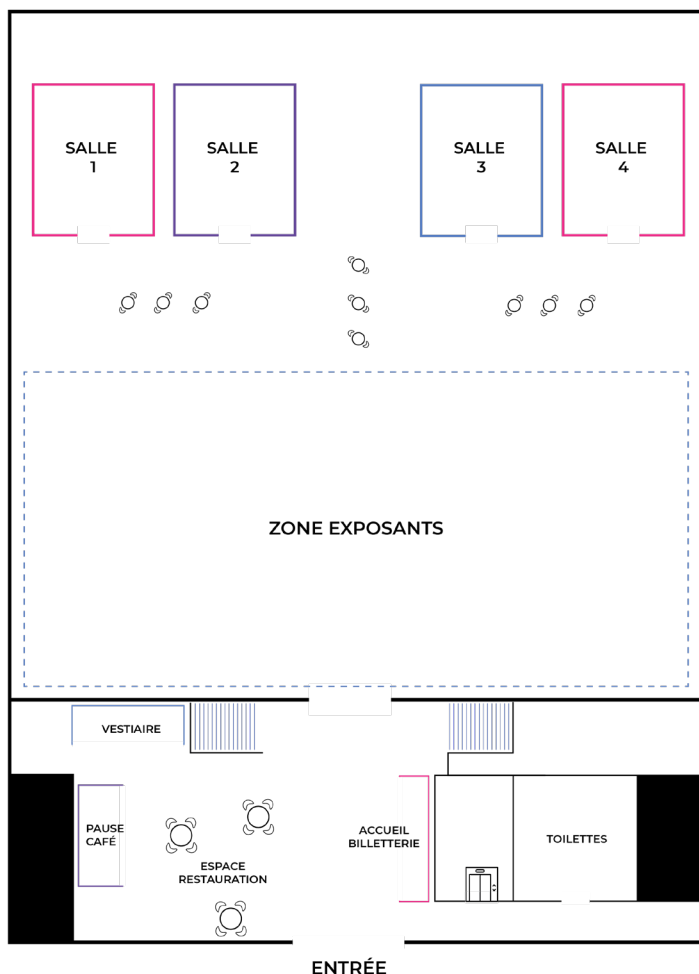 SALLE
1
SALLE
2
SALLE
3
SALLE
4
ZONE EXPOSANTS
VESTIAIRE
PAUSE
CAFÉ
ESPACE
RESTAURATION
ACCUEIL
BILLETTERIE
TOILETTES
ENTRÉE